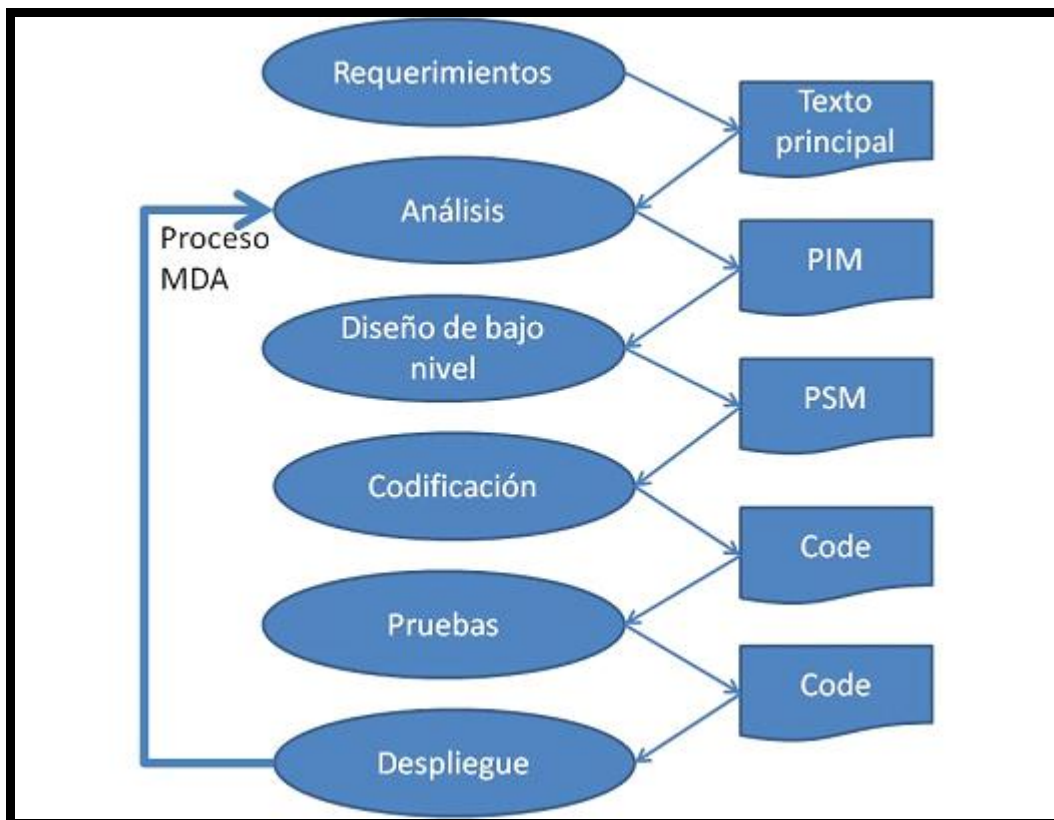 Requerimientos
Texto
principal
Análisis
Proceso
MDA
PIM
Diseño de bajo
nivel
PSM
Codificación
Code
Pruebas
Code
Despliegue